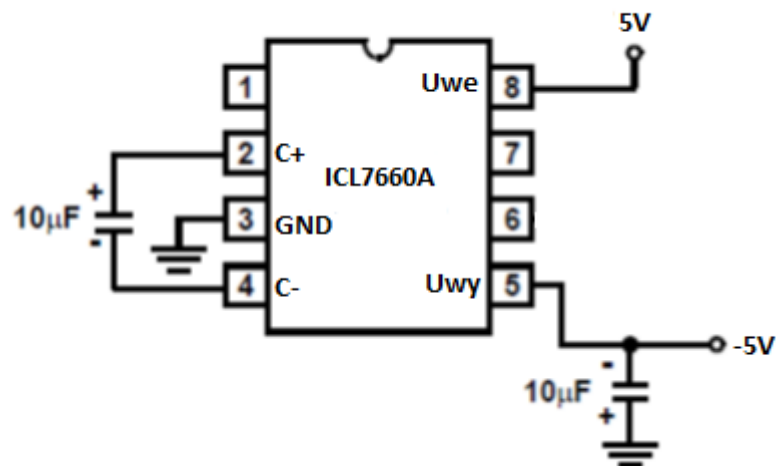 5V
1
Uwe
8
2
C+
7
ICL7660A
+
10µF
-
3
GND
6
4
C-
Uwy
5
-5V
-
10µF
+